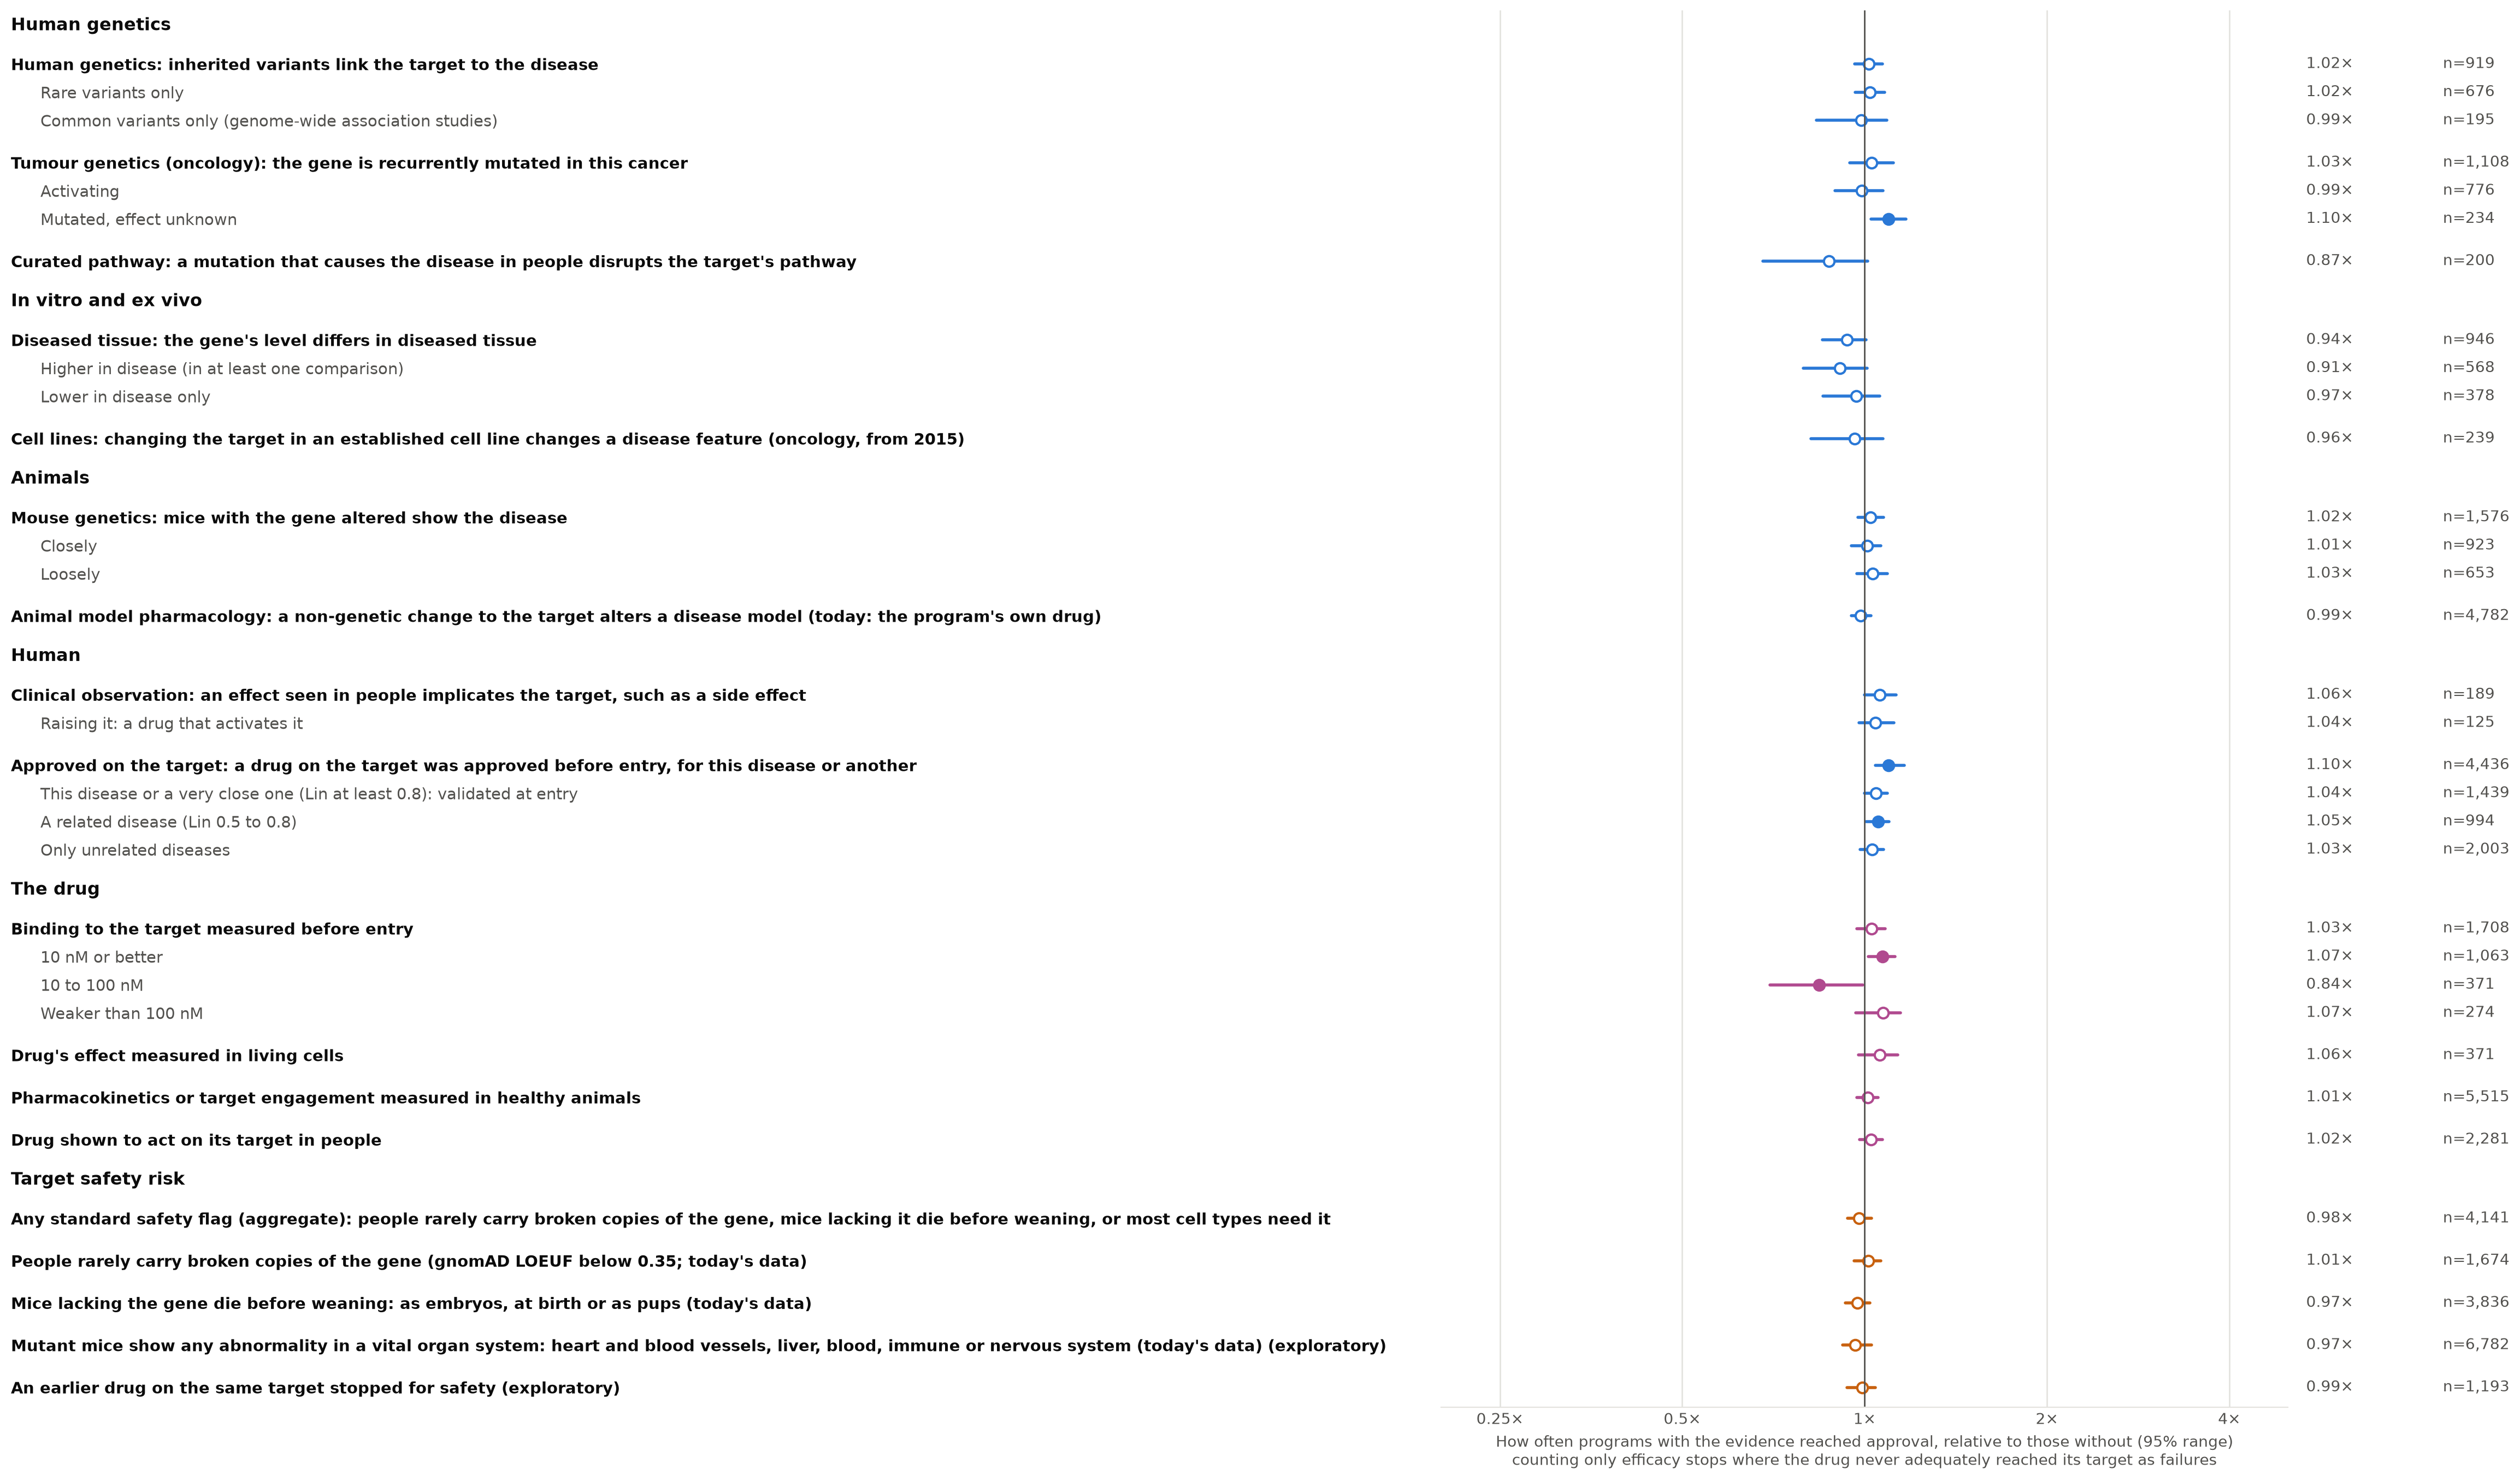 Human genetics
Human genetics: inherited variants link the target to the disease 1.02× n=919
Rare variants only 1.02× n=676
Common variants only (genome-wide association studies) 0.99× n=195
Tumour genetics (oncology): the gene is recurrently mutated in this cancer 1.03× n=1,108
Activating 0.99× n=776
Mutated, effect unknown 1.10× n=234
Curated pathway: a mutation that causes the disease in people disrupts the target's pathway 0.87× n=200
In vitro and ex vivo
Diseased tissue: the gene's level differs in diseased tissue 0.94× n=946
Higher in disease (in at least one comparison) 0.91× n=568
Lower in disease only 0.97× n=378
Cell lines: changing the target in an established cell line changes a disease feature (oncology, from 2015) 0.96× n=239
Animals
Mouse genetics: mice with the gene altered show the disease 1.02× n=1,576
Closely 1.01× n=923
Loosely 1.03× n=653
Animal model pharmacology: a non-genetic change to the target alters a disease model (today: the program's own drug) 0.99× n=4,782
Human
Clinical observation: an effect seen in people implicates the target, such as a side effect 1.06× n=189
Raising it: a drug that activates it 1.04× n=125
Approved on the target: a drug on the target was approved before entry, for this disease or another 1.10× n=4,436
This disease or a very close one (Lin at least 0.8): validated at entry 1.04× n=1,439
A related disease (Lin 0.5 to 0.8) 1.05× n=994
Only unrelated diseases 1.03× n=2,003
The drug
Binding to the target measured before entry 1.03× n=1,708
10 nM or better 1.07× n=1,063
10 to 100 nM 0.84× n=371
Weaker than 100 nM 1.07× n=274
Drug's effect measured in living cells 1.06× n=371
Pharmacokinetics or target engagement measured in healthy animals 1.01× n=5,515
Drug shown to act on its target in people 1.02× n=2,281
Target safety risk
Any standard safety flag (aggregate): people rarely carry broken copies of the gene, mice lacking it die before weaning, or most cell types need it 0.98× n=4,141
People rarely carry broken copies of the gene (gnomAD LOEUF below 0.35; today's data) 1.01× n=1,674
Mice lacking the gene die before weaning: as embryos, at birth or as pups (today's data) 0.97× n=3,836
Mutant mice show any abnormality in a vital organ system: heart and blood vessels, liver, blood, immune or nervous system (today's data) (exploratory) 0.97× n=6,782
An earlier drug on the same target stopped for safety (exploratory) 0.99× n=1,193
0.25× 0.5× 1× 2× 4×
How often programs with the evidence reached approval, relative to those without (95% range)
counting only efficacy stops where the drug never adequately reached its target as failures